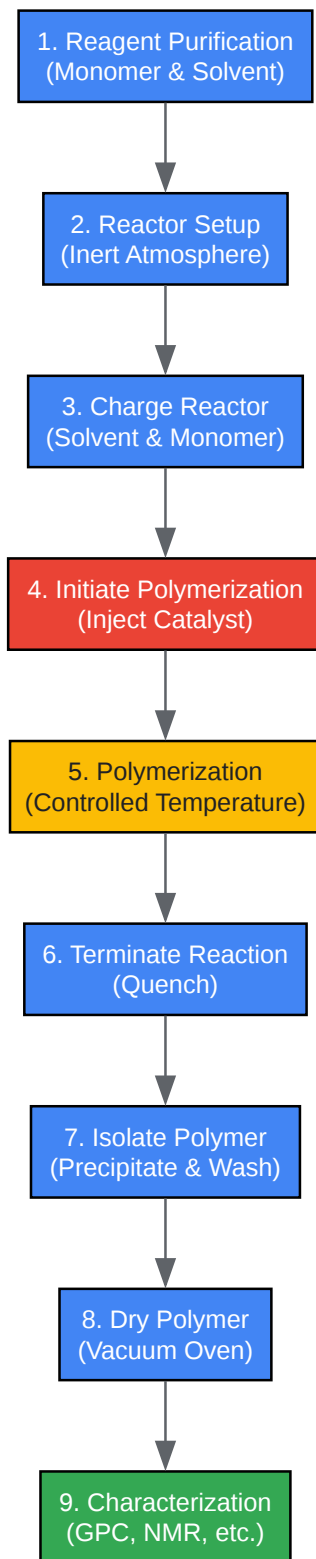 1. Reagent Purification
(Monomer & Solvent)
2. Reactor Setup
(Inert Atmosphere)
3. Charge Reactor
(Solvent & Monomer)
4. Initiate Polymerization
(Inject Catalyst)
5. Polymerization
(Controlled Temperature)
6. Terminate Reaction
(Quench)
7. Isolate Polymer
(Precipitate & Wash)
8. Dry Polymer
(Vacuum Oven)
9. Characterization
(GPC, NMR, etc.)